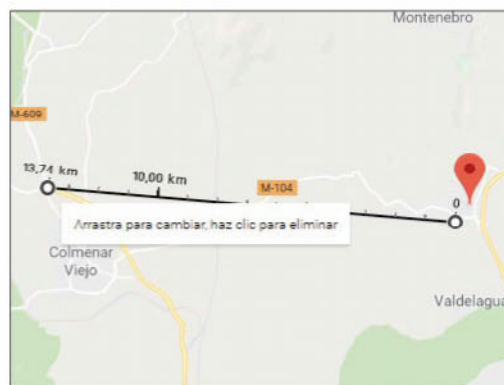 Montenebro
M-609
13,74 km
10,00 km
M-104
0
Arrastra para cambiar, haz clic para eliminar
Colmenar
Viejo
Valdelagua